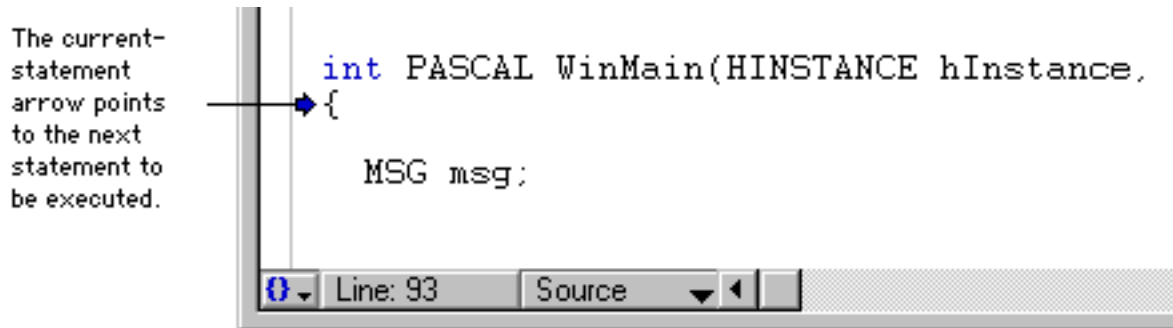 The current-
statement
arrow points
to the next
statement to
be executed.
int PASCAL WinMain(HINSTANCE hInstance,
{
MSG msg;
{} Line: 93 Source